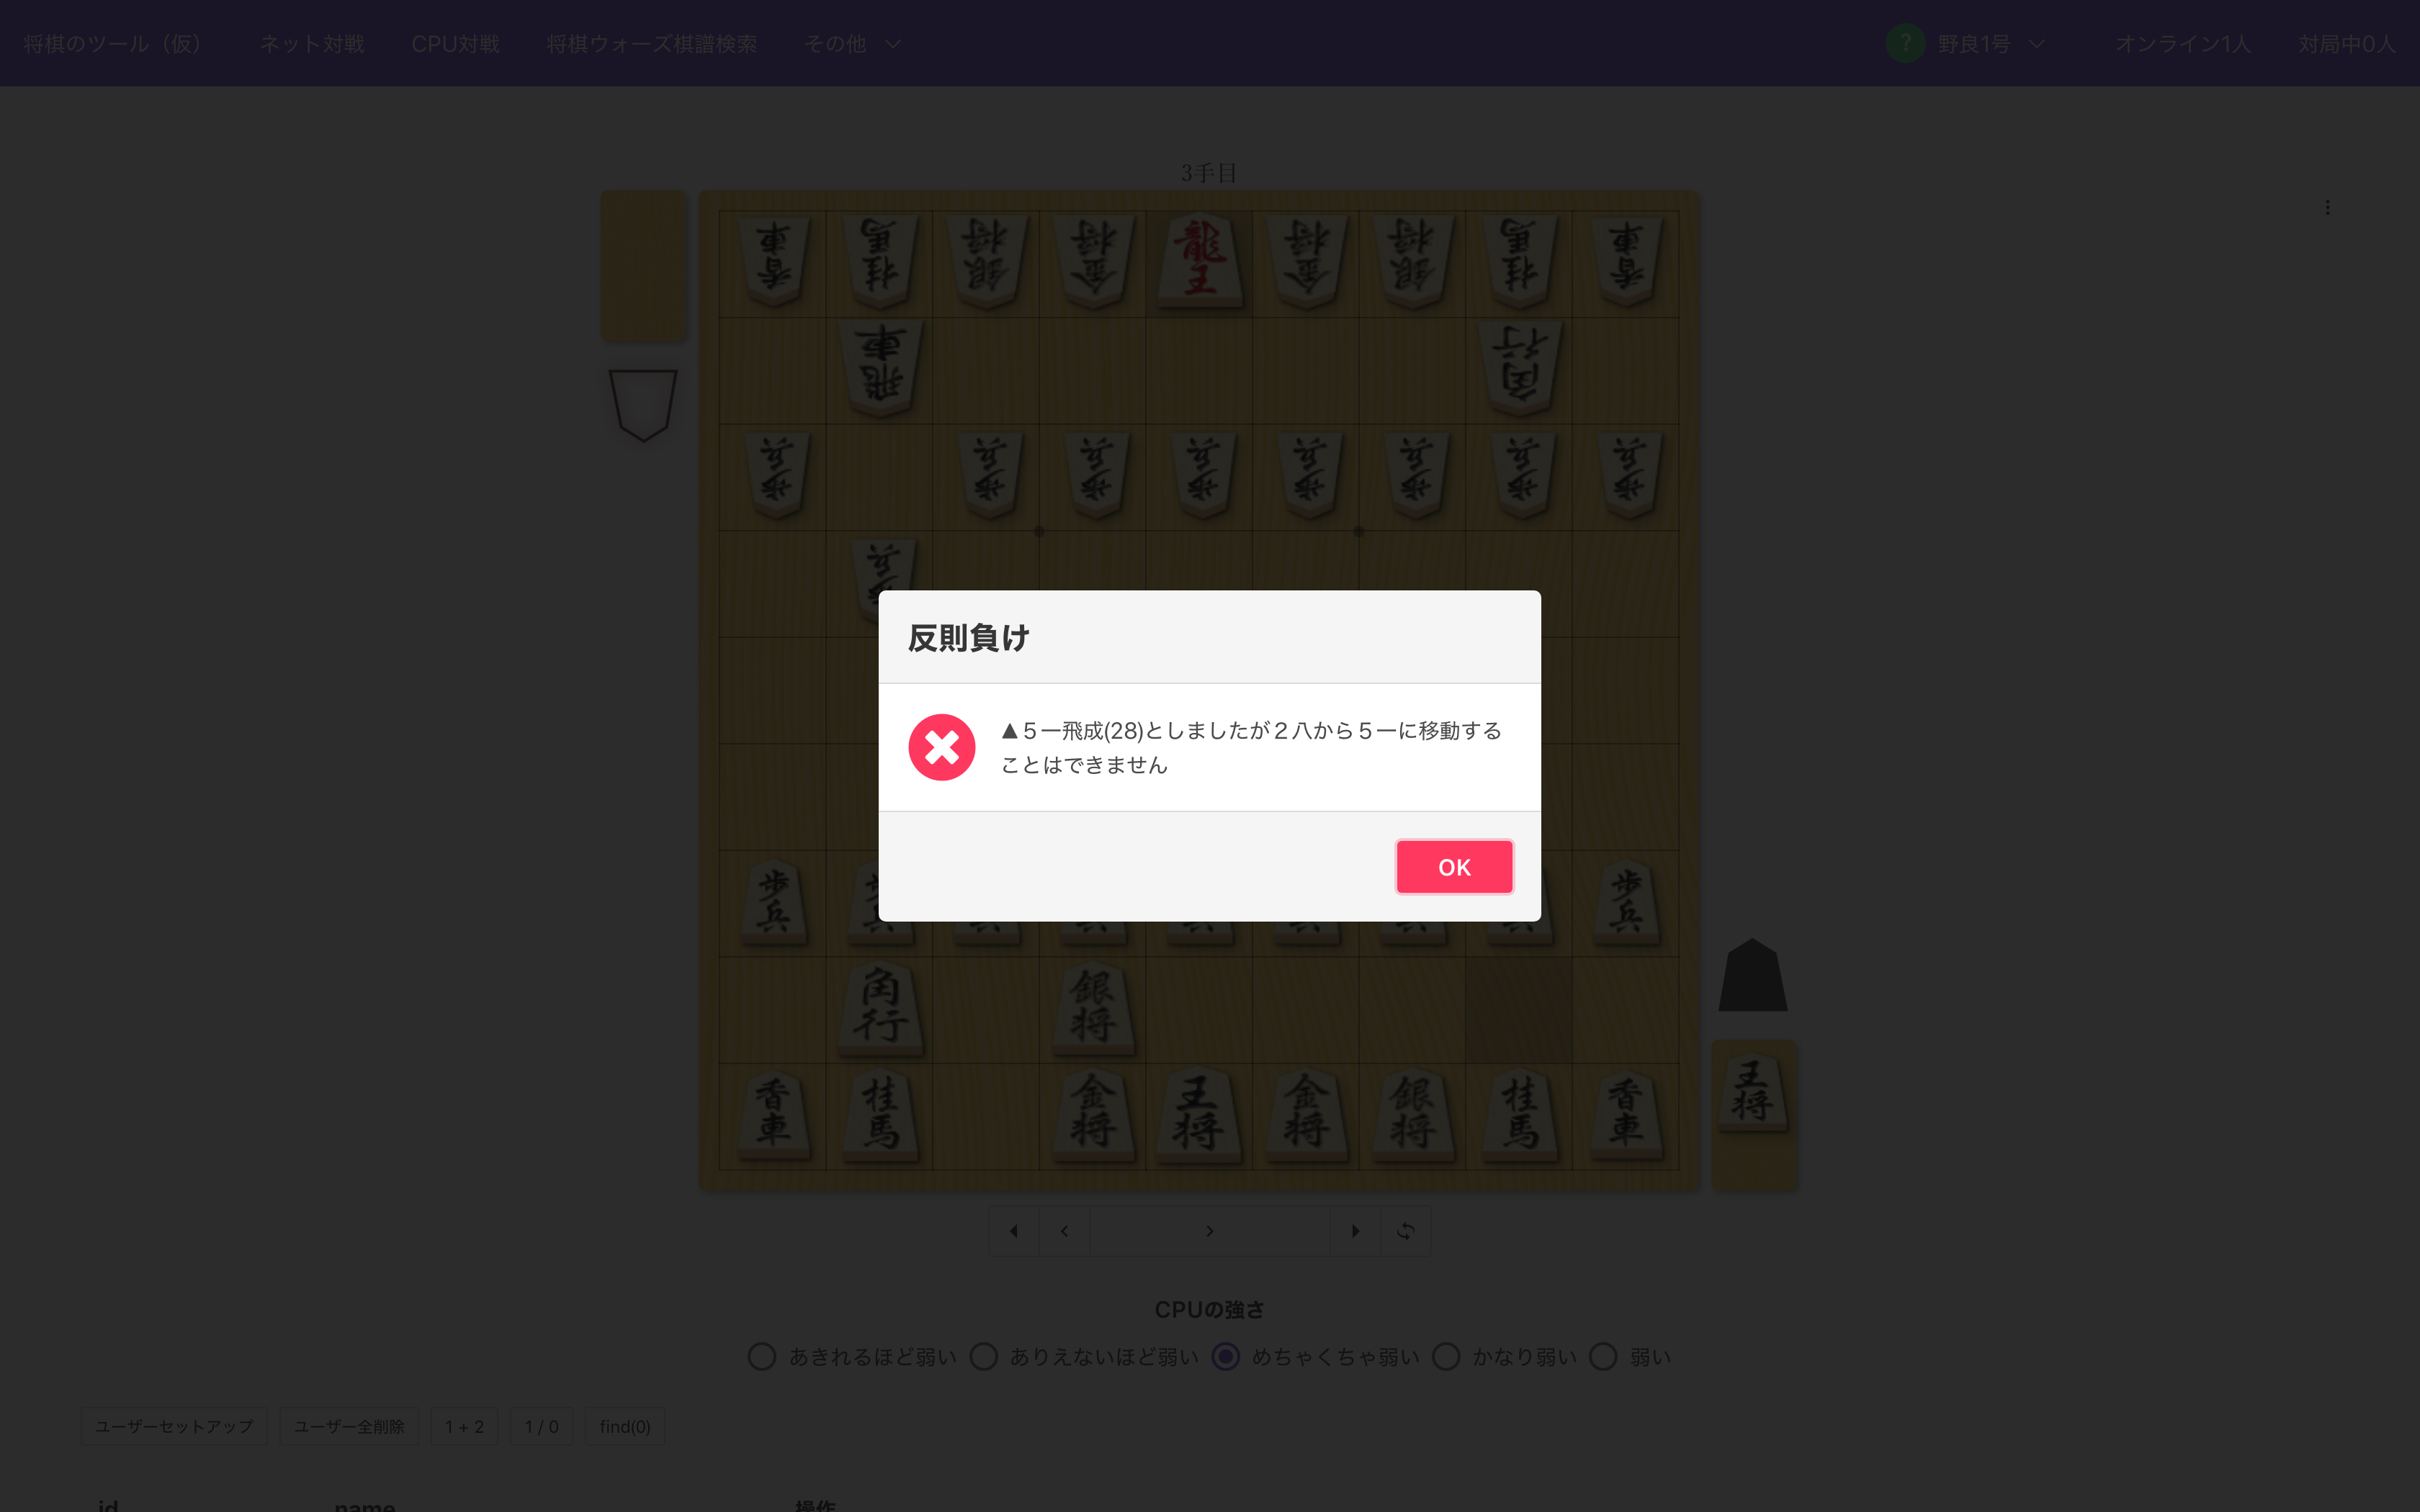 将棋のツール（仮） ネット対戦 CPU対戦 将棋ウォーズ棋譜検索 その他 ? 野良1号 オンライン1人 対局中0人
3手目
香車 桂馬 銀将 金将 龍王 金将 銀将 桂馬 香車
飛車 角行
歩兵 歩兵 歩兵 歩兵 歩兵 歩兵 歩兵 歩兵
歩兵
反則負け
▲５一飛成(28)としましたが２八から５一に移動する
ことはできません
OK
歩兵 歩兵
角行 銀将
香車 桂馬 金将 王将 金将 銀将 桂馬 香車
王将
CPUの強さ
あきれるほど弱い ありえないほど弱い めちゃくちゃ弱い かなり弱い 弱い
ユーザーセットアップ ユーザー全削除 1 + 2 1 / 0 find(0)
id name 操作